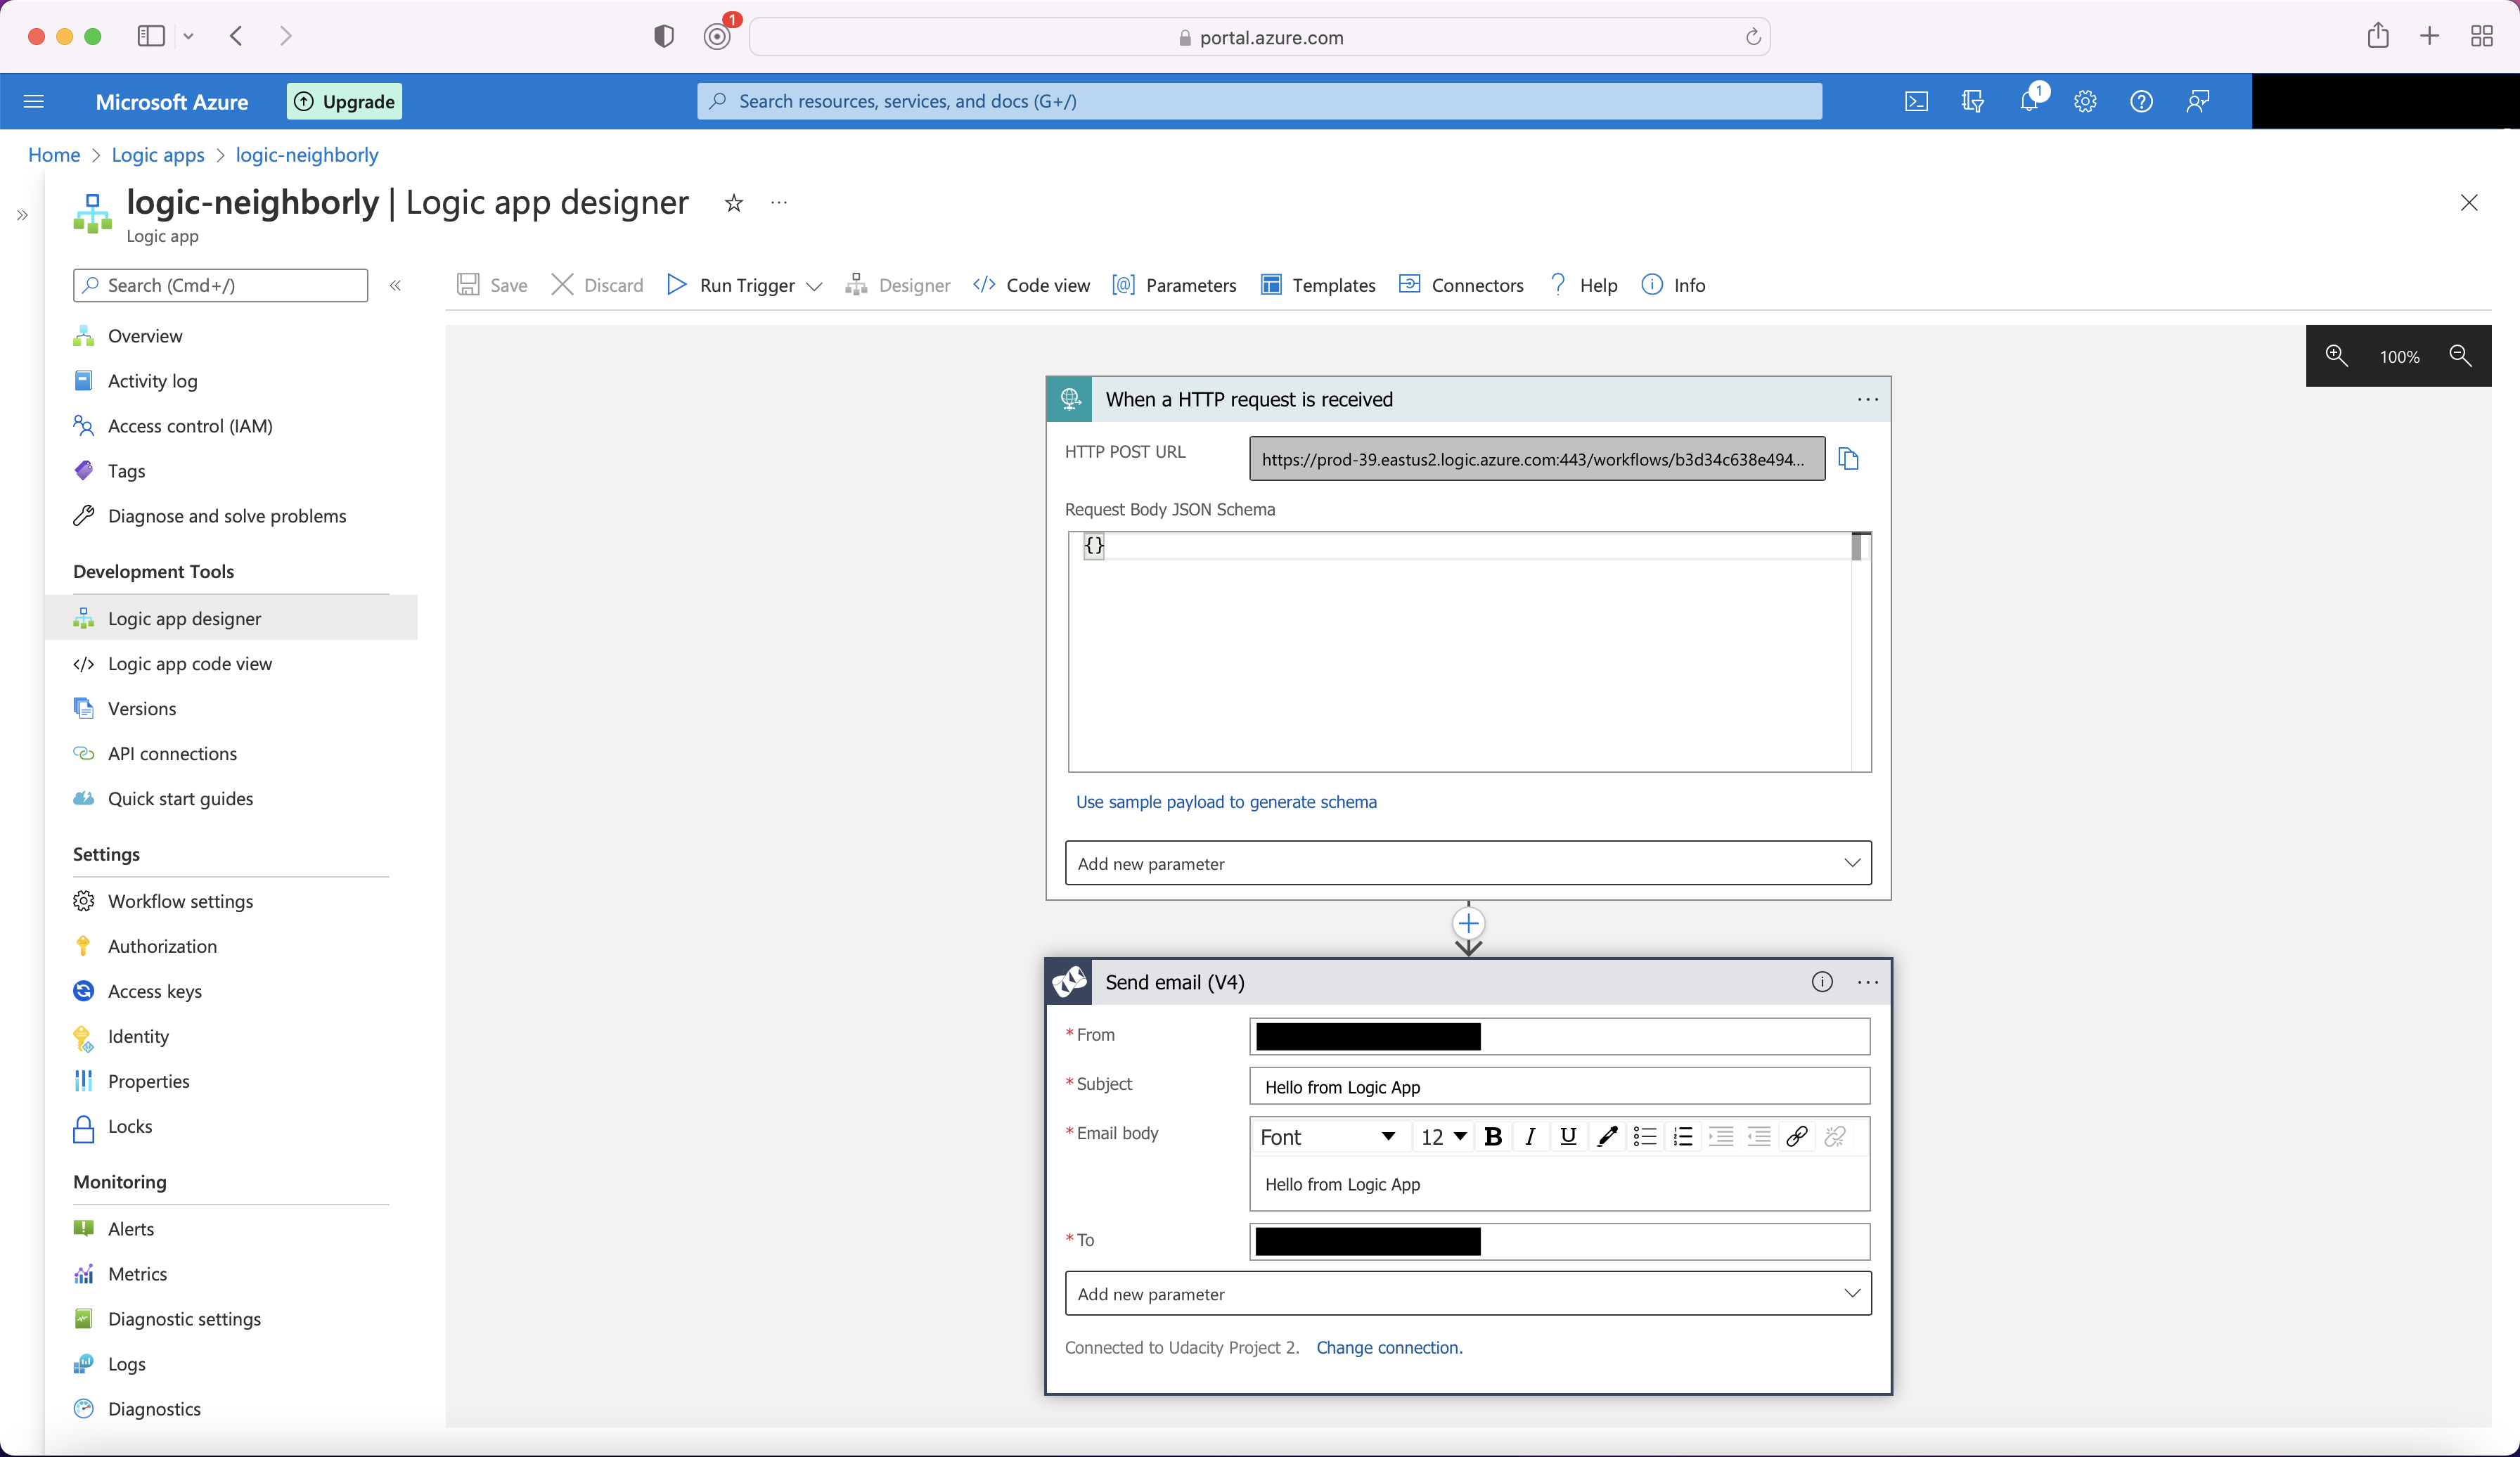 1
portal.azure.com
Microsoft Azure
Upgrade
Search resources, services, and docs (G+/)
1
Home > Logic apps > logic-neighborly
logic-neighborly | Logic app designer
Logic app
Search (Cmd+/)
Save
Discard
Run Trigger
Designer
Code view
Parameters
Templates
Connectors
Help
Info
Overview
Activity log
Access control (IAM)
Tags
Diagnose and solve problems
Development Tools
Logic app designer
Logic app code view
Versions
API connections
Quick start guides
Settings
Workflow settings
Authorization
Access keys
Identity
Properties
Locks
Monitoring
Alerts
Metrics
Diagnostic settings
Logs
Diagnostics
100%
When a HTTP request is received
HTTP POST URL
https://prod-39.eastus2.logic.azure.com:443/workflows/b3d34c638e494...
Request Body JSON Schema
{}
Use sample payload to generate schema
Add new parameter
Send email (V4)
* From
* Subject
Hello from Logic App
* Email body
Font
12
B I U
Hello from Logic App
* To
Add new parameter
Connected to Udacity Project 2. Change connection.